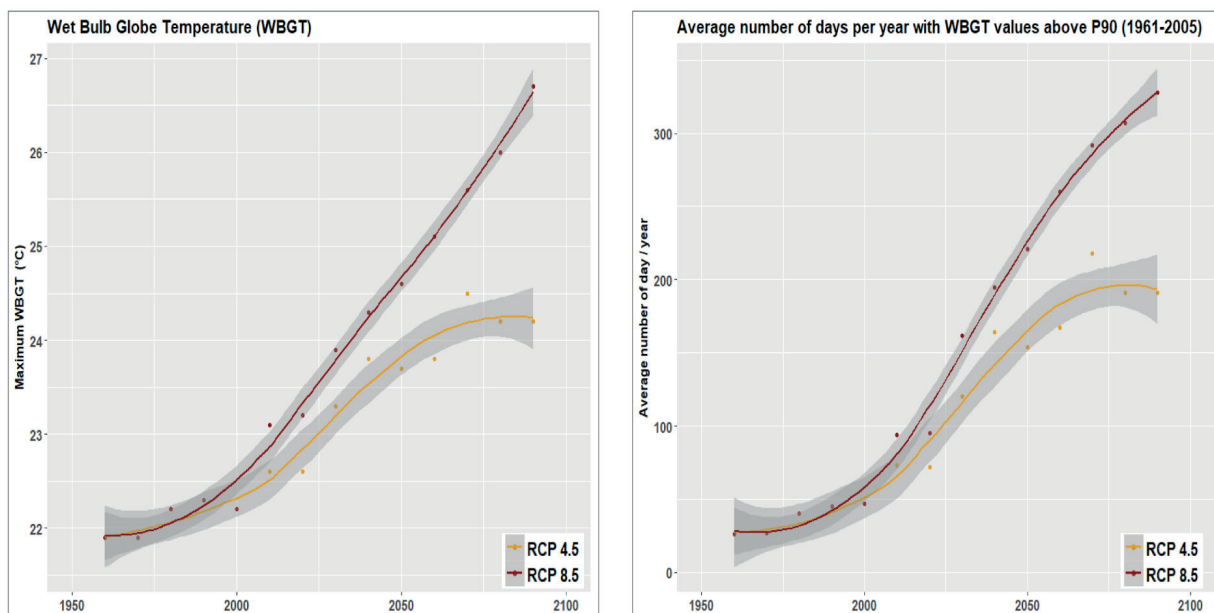 Wet Bulb Globe Temperature (WBGT)
Maximum WBGT (°C)
27
26
25
24
23
22
1950
2000
2050
2100
RCP 4.5
RCP 8.5
Average number of days per year with WBGT values above P90 (1961-2005)
Average number of day / year
300
200
100
0
1950
2000
2050
2100
RCP 4.5
RCP 8.5